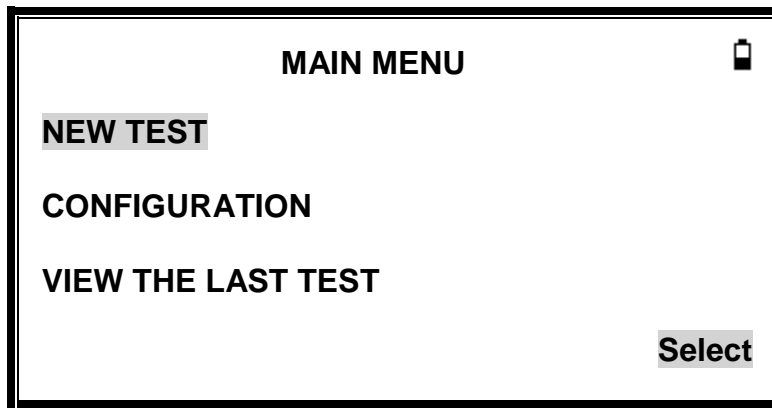 MAIN MENU
NEW TEST
CONFIGURATION
VIEW THE LAST TEST
Select